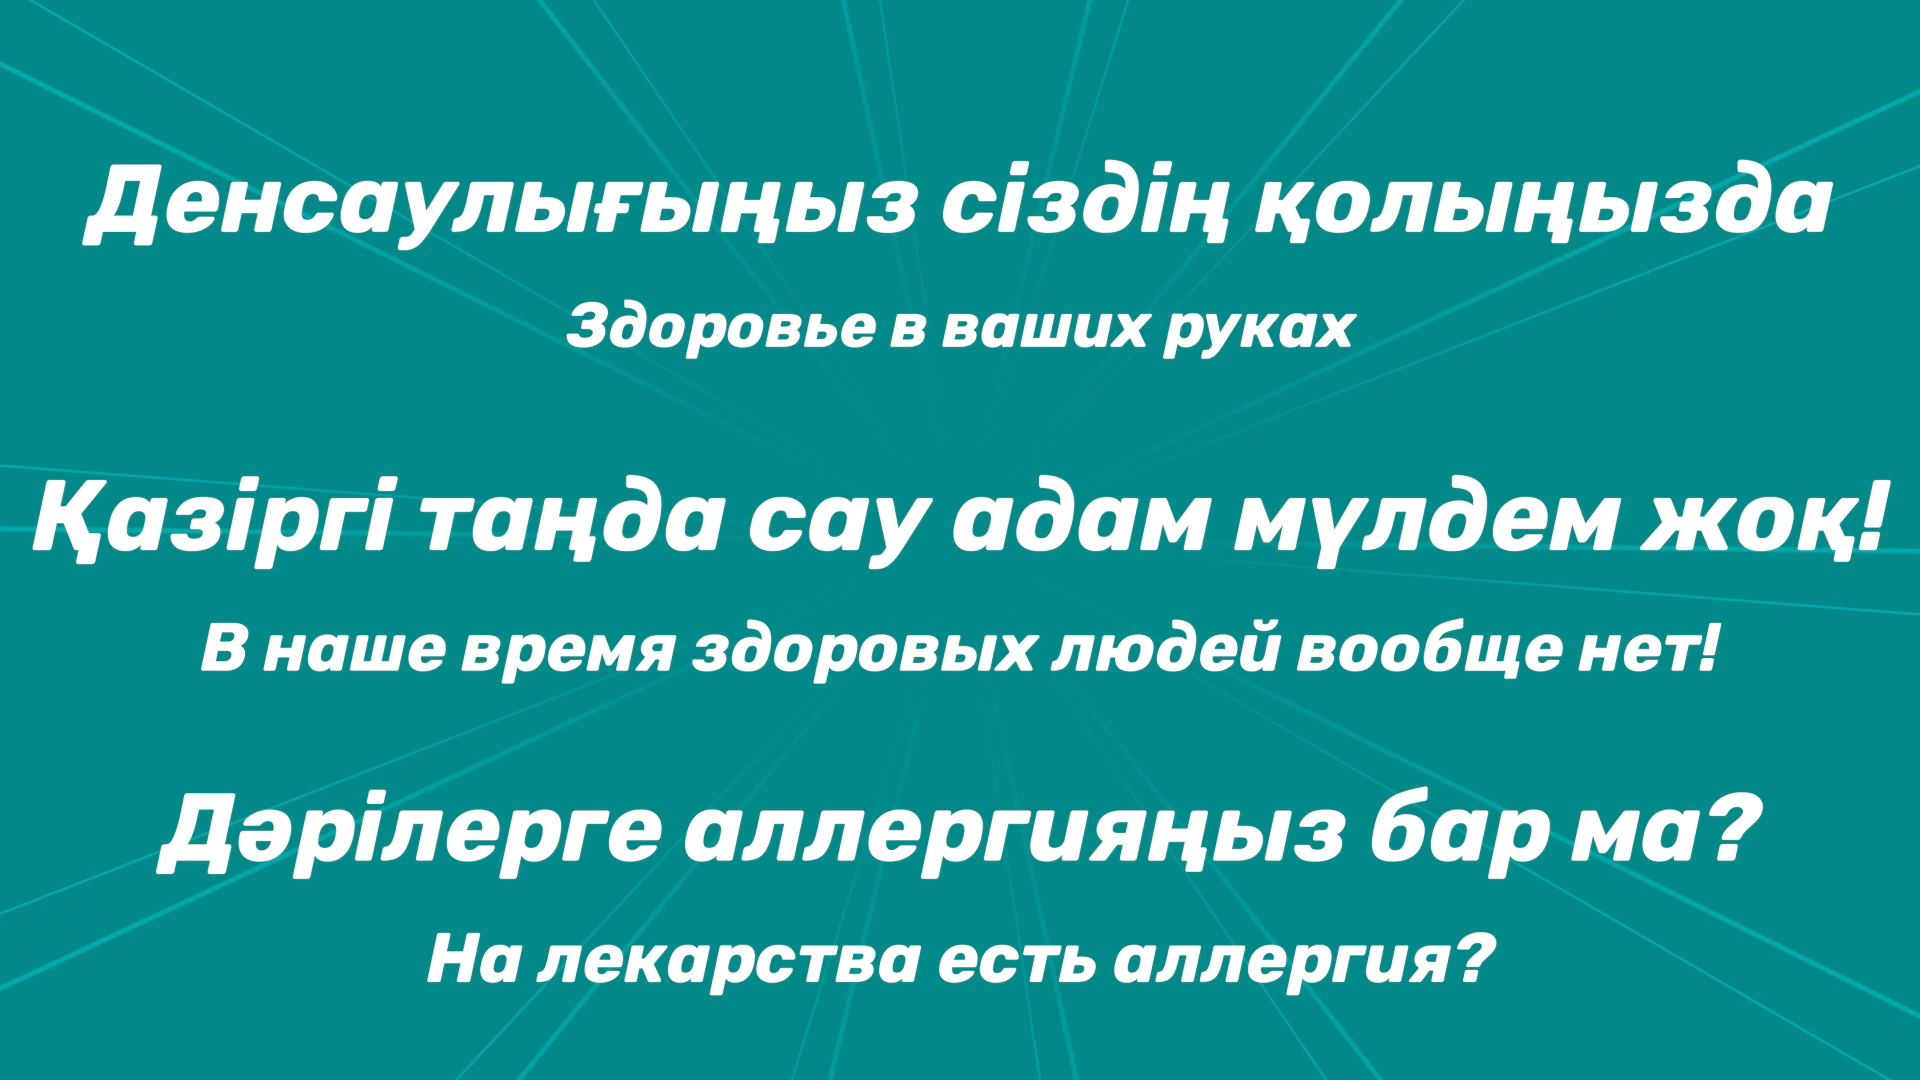 Денсаулығыңыз сіздің қолыңызда
Здоровье в ваших руках
Қазіргі таңда сау адам мүлдем жоқ!
В наше время здоровых людей вообще нет!
Дәрілерге аллергияңыз бар ма?
На лекарства есть аллергия?